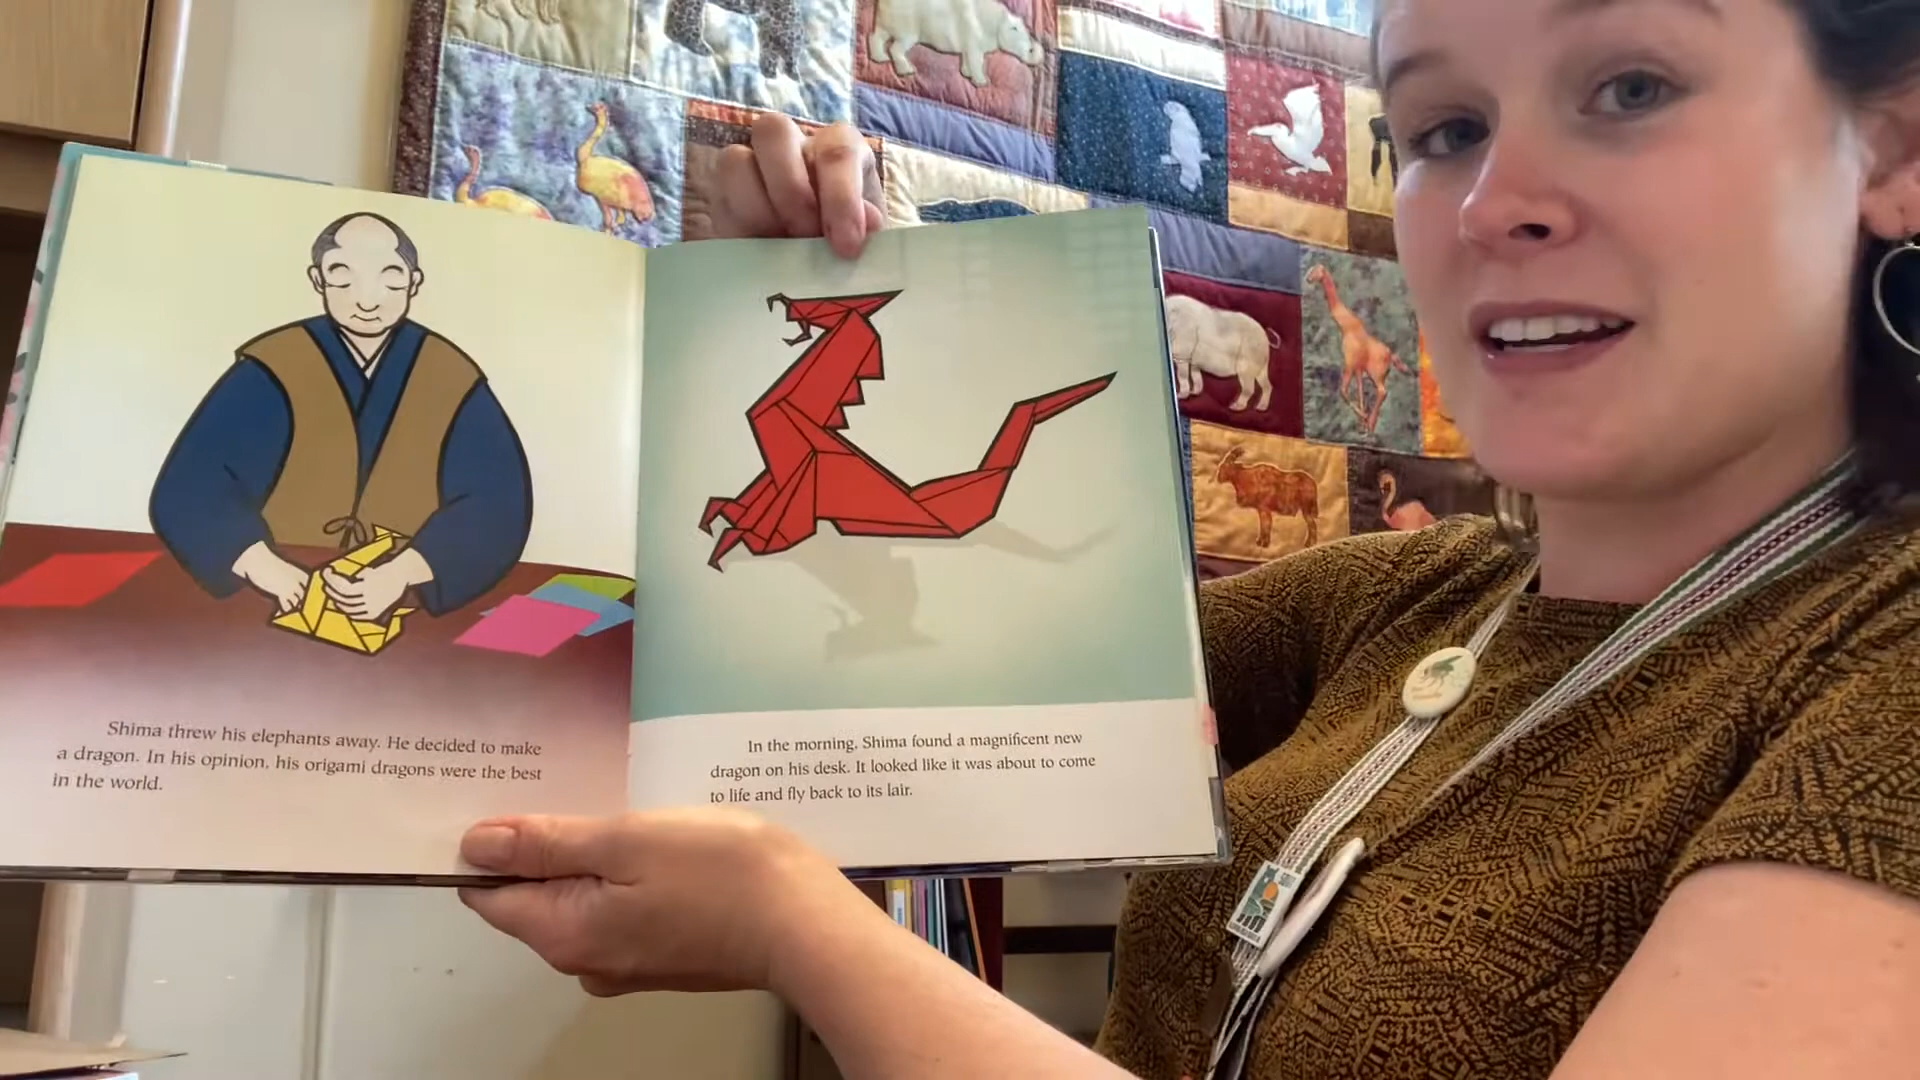 Shima threw his elephants away. He decided to make
a dragon. In his opinion, his origami dragons were the best
in the world.
In the morning, Shima found a magnificent new
dragon on his desk. It looked like it was about to come
to life and fly back to its lair.